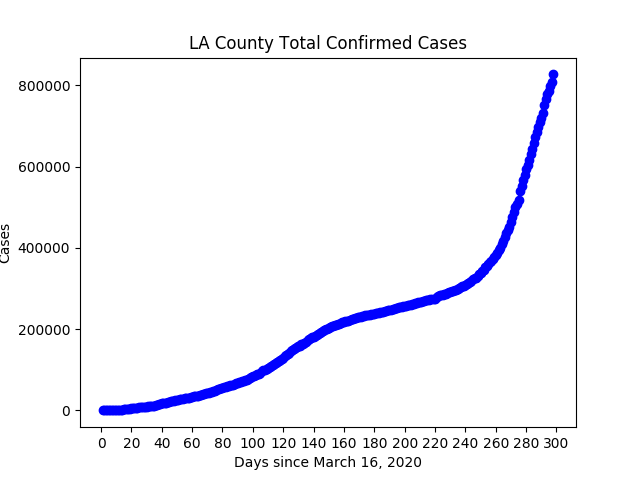 LA County Total Confirmed Cases
800000
600000
400000
200000
0
Cases
0 20 40 60 80 100 120 140 160 180 200 220 240 260 280 300
Days since March 16, 2020